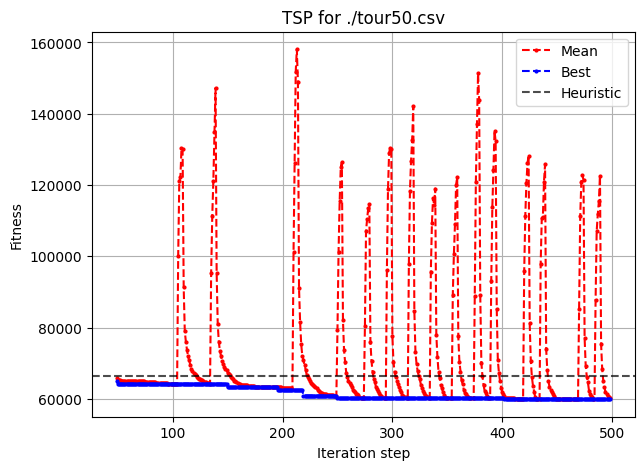 TSP for ./tour50.csv
160000
140000
120000
100000
80000
60000
Fitness
Mean
Best
Heuristic
100
200
300
400
500
Iteration step